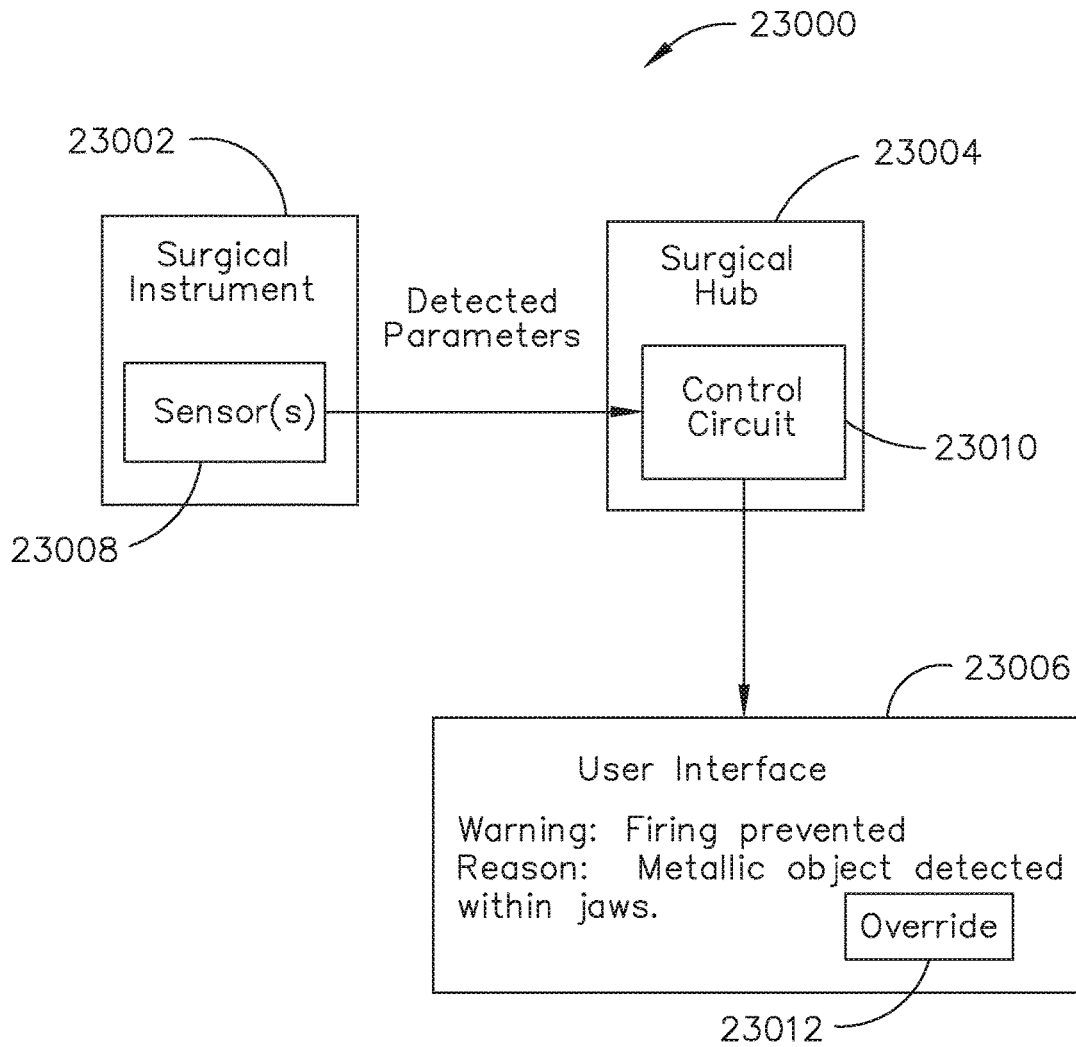 23000
23002
23004
Surgical
Instrument
Detected
Parameters
Surgical
Hub
Sensor(s)
Control
Circuit
23010
23008
23006
User Interface
Warning: Firing prevented
Reason: Metallic object detected
within jaws.
Override
23012